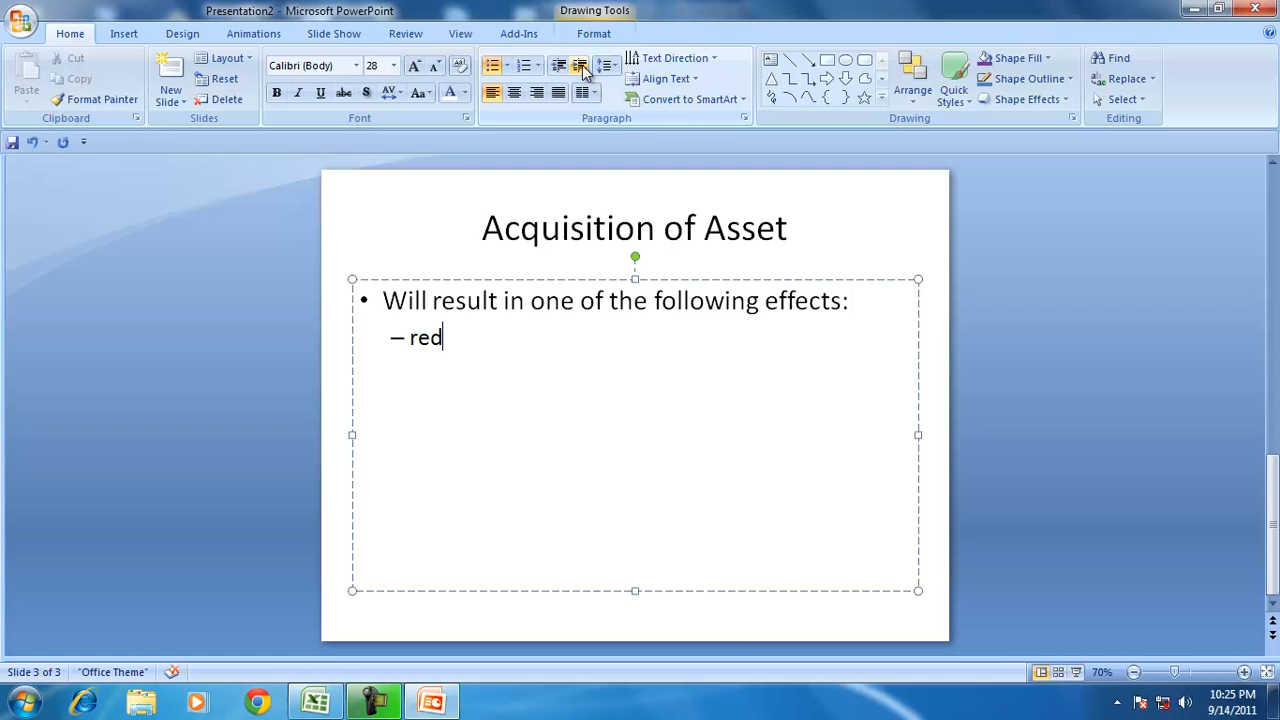 Presentation2 - Microsoft PowerPoint
Drawing Tools
Home
Insert
Design
Animations
Slide Show
Review
View
Add-Ins
Format
Paste
Cut
Copy
Format Painter
Clipboard
New Slide
Layout
Reset
Delete
Slides
Calibri (Body)
28
B I U abc S AV Aa A
Font
Text Direction
Align Text
Convert to SmartArt
Paragraph
Arrange
Quick Styles
Shape Fill
Shape Outline
Shape Effects
Drawing
Find
Replace
Select
Editing
Acquisition of Asset
• Will result in one of the following effects:
– red
Slide 3 of 3
"Office Theme"
70%
10:25 PM
9/14/2011